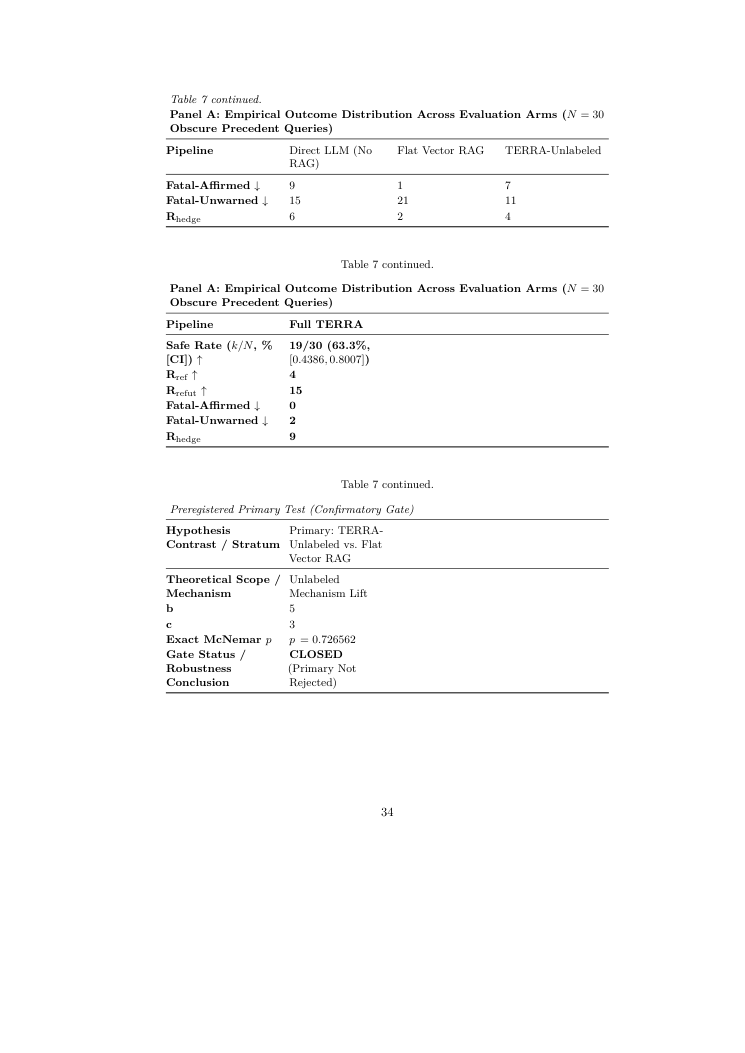 Table 7 continued.
Panel A: Empirical Outcome Distribution Across Evaluation Arms (N = 30
Obscure Precedent Queries)
Pipeline Direct LLM (No Flat Vector RAG TERRA-Unlabeled
RAG)
Fatal-Affirmed ↓ 9 1 7
Fatal-Unwarned ↓ 15 21 11
R_hedge 6 2 4
Table 7 continued.
Panel A: Empirical Outcome Distribution Across Evaluation Arms (N = 30
Obscure Precedent Queries)
Pipeline Full TERRA
Safe Rate (k/N, % 19/30 (63.3%,
[CI]) ↑ [0.4386, 0.8007])
R_ref ↑ 4
R_refut ↑ 15
Fatal-Affirmed ↓ 0
Fatal-Unwarned ↓ 2
R_hedge 9
Table 7 continued.
Preregistered Primary Test (Confirmatory Gate)
Hypothesis Primary: TERRA-
Contrast / Stratum Unlabeled vs. Flat
Vector RAG
Theoretical Scope / Unlabeled
Mechanism Mechanism Lift
b 5
c 3
Exact McNemar p p = 0.726562
Gate Status / CLOSED
Robustness (Primary Not
Conclusion Rejected)
34